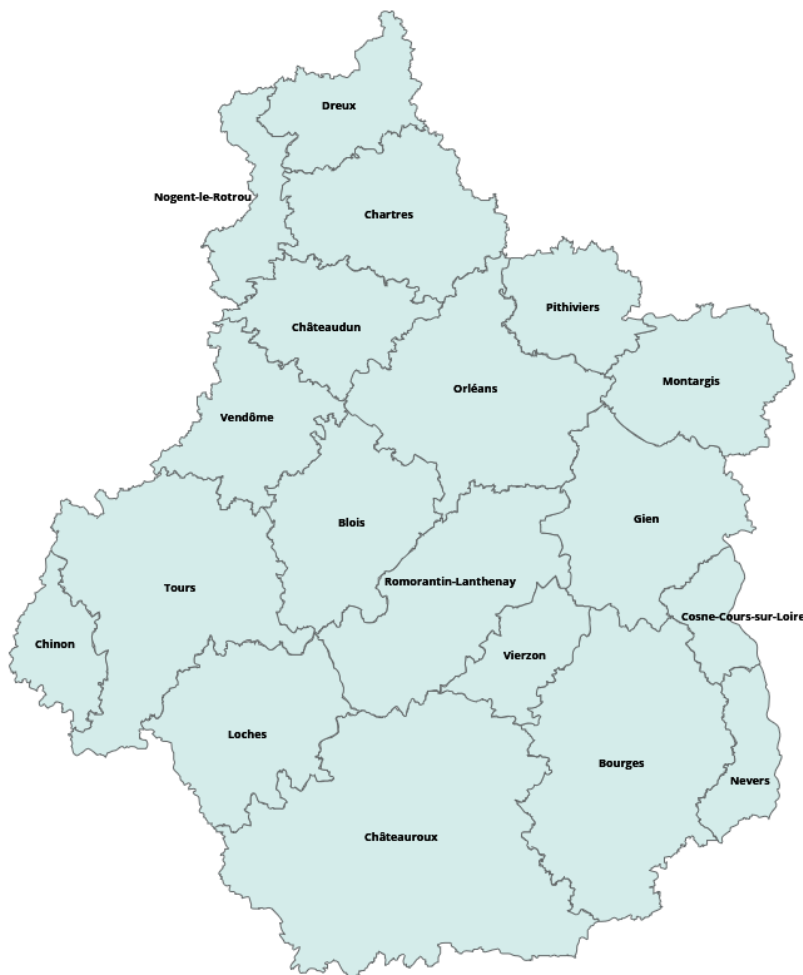 Dreux
Nogent-le-Rotrou
Chartres
Pithiviers
Châteaudun
Montargis
Orléans
Vendôme
Gien
Blois
Romorantin-Lanthenay
Tours
Cosne-Cours-sur-Loire
Chinon
Vierzon
Loches
Bourges
Nevers
Châteauroux